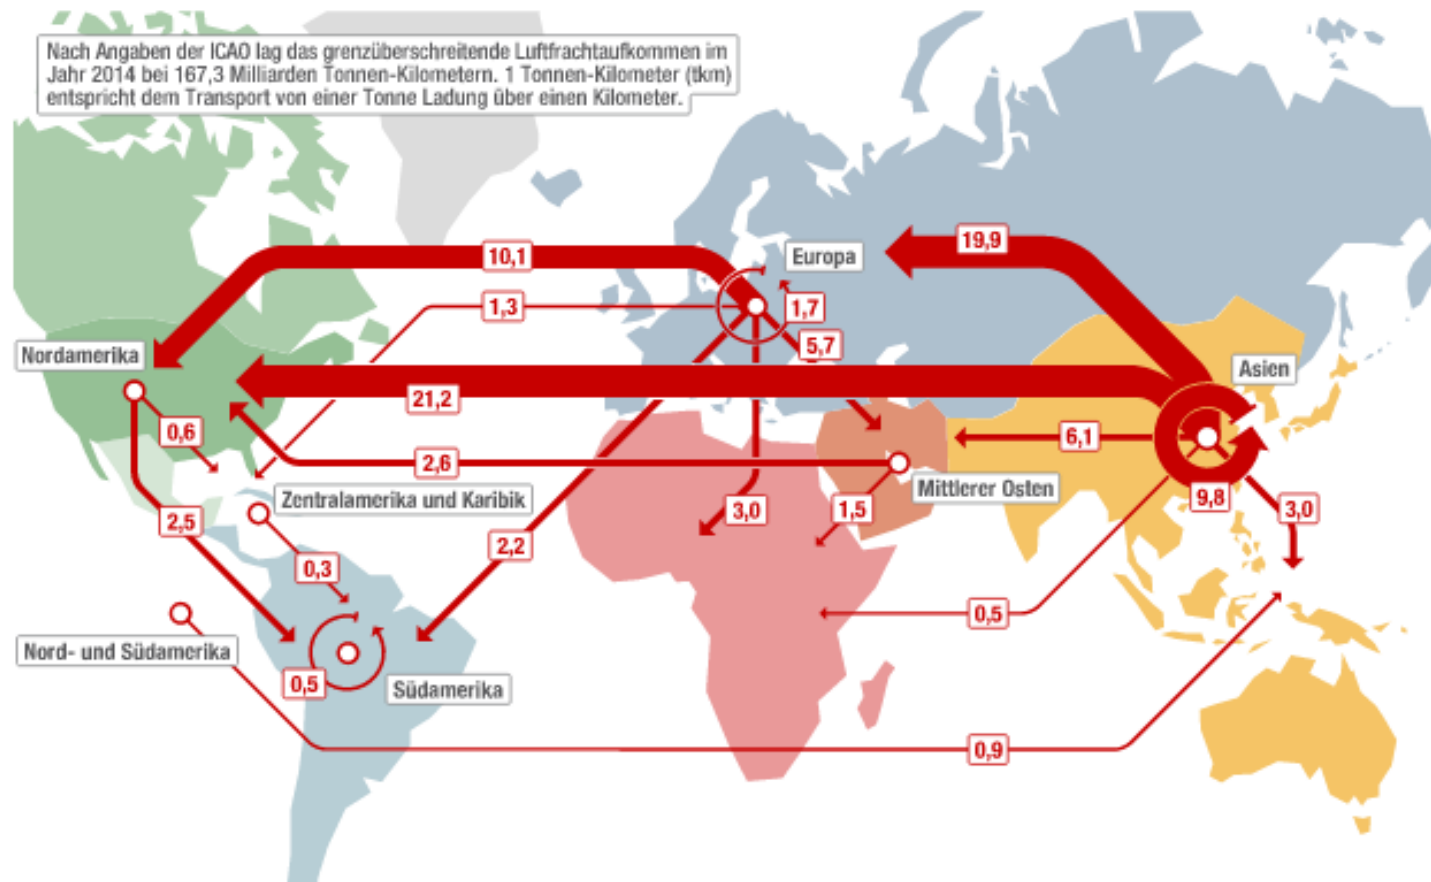 Nach Angaben der ICAO lag das grenzüberschreitende Luftfrachtaufkommen im
Jahr 2014 bei 167,3 Milliarden Tonnen-Kilometern. 1 Tonnen-Kilometer (tkm)
entspricht dem Transport von einer Tonne Ladung über einen Kilometer.
19,9
10,1
Europa
1,3
1,7
5,7
Nordamerika
Asien
21,2
0,6
6,1
2,6
Mittlerer Osten
Zentralamerika und Karibik
9,8
3,0
1,5
3,0
2,5
2,2
0,3
0,5
Nord- und Südamerika
0,5
Südamerika
0,9